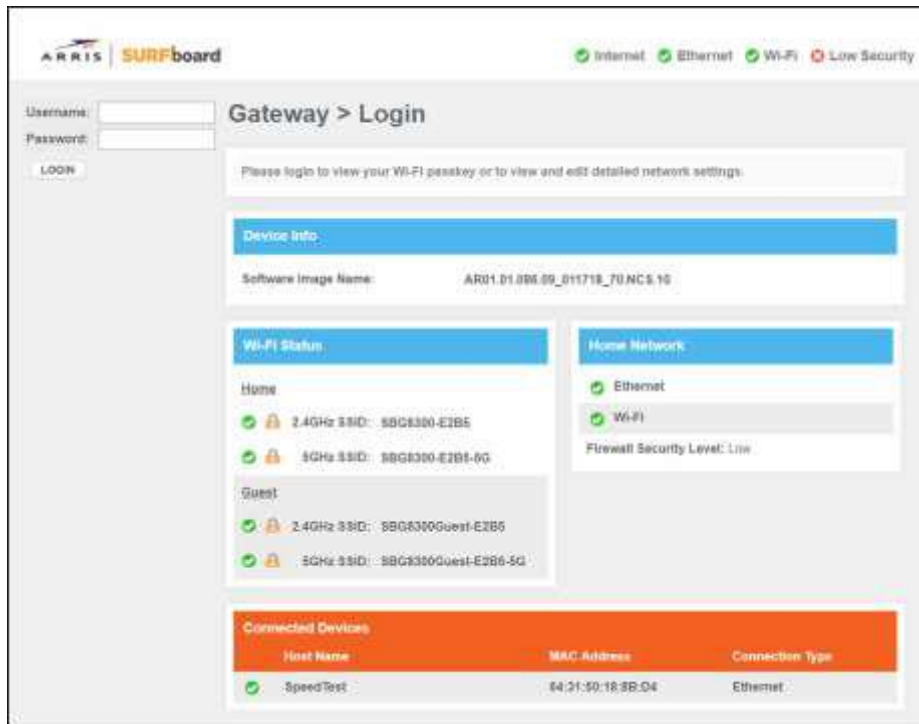 ARRIS SURFboard
Internet Ethernet Wi-Fi Low Security
Username:
Password:
LOGIN
Gateway > Login
Please login to view your Wi-Fi passkey or to view and edit detailed network settings.
Device Info
Software Image Name: AR01.01.086.09_011718_70.NCS.10
Wi-Fi Status
Home
2.4GHz SSID: SBG8300-E2B5
5GHz SSID: SBG8300-E2B5-5G
Guest
2.4GHz SSID: SBG8300Guest-E2B5
5GHz SSID: SBG8300Guest-E2B5-5G
Home Network
Ethernet
Wi-Fi
Firewall Security Level: Low
Connected Devices
Host Name MAC Address Connection Type
SpeedTest 64:31:50:18:8B:D4 Ethernet